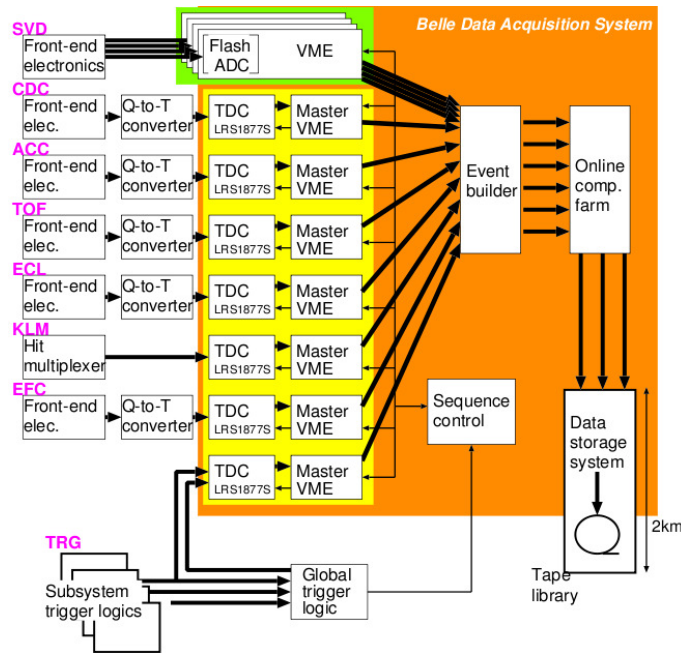 SVD
Belle Data Acquisition System
Front-end
electronics
Flash
ADC
VME
CDC
Front-end
elec.
Q-to-T
converter
TDC
LRS1877S
Master
VME
ACC
Front-end
elec.
Q-to-T
converter
TDC
LRS1877S
Master
VME
Event
builder
Online
comp.
farm
TOF
Front-end
elec.
Q-to-T
converter
TDC
LRS1877S
Master
VME
ECL
Front-end
elec.
Q-to-T
converter
TDC
LRS1877S
Master
VME
KLM
Hit
multiplexer
TDC
LRS1877S
Master
VME
EFC
Front-end
elec.
Q-to-T
converter
TDC
LRS1877S
Master
VME
Sequence
control
Data
storage
system
TDC
LRS1877S
Master
VME
2km
TRG
Subsystem
trigger logics
Global
trigger
logic
Tape
library